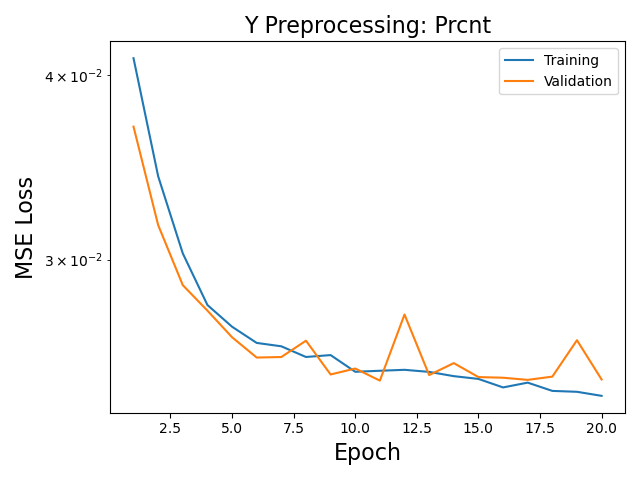 Y Preprocessing: Prcnt
Training
Validation
4 × 10⁻²
3 × 10⁻²
MSE Loss
2.5 5.0 7.5 10.0 12.5 15.0 17.5 20.0
Epoch